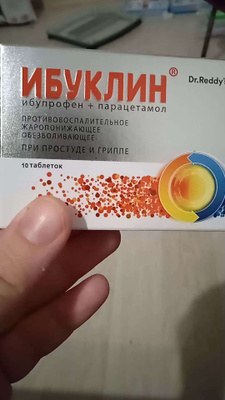 ИБУКЛИН®
Dr.Reddy's
ибупрофен + парацетамол
ПРОТИВОВОСПАЛИТЕЛЬНОЕ
ЖАРОПОНИЖАЮЩЕЕ
ОБЕЗБОЛИВАЮЩЕЕ
ПРИ ПРОСТУДЕ И ГРИППЕ
10 таблеток